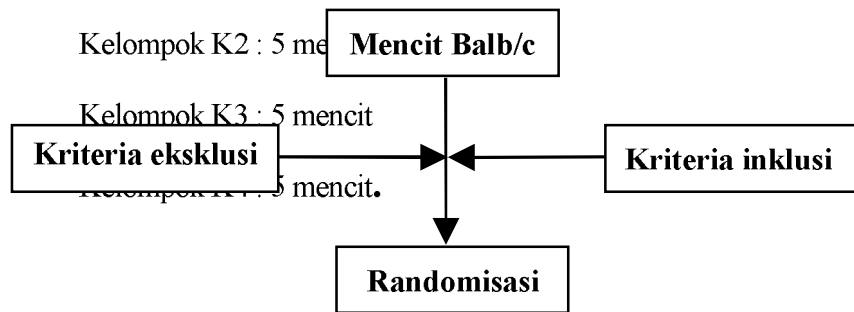 Kelompok K2 : 5 me
Mencit Balb/c
Kelompok K3 : 5 mencit
Kriteria eksklusi
Kriteria inklusi
5 mencit.
Randomisasi